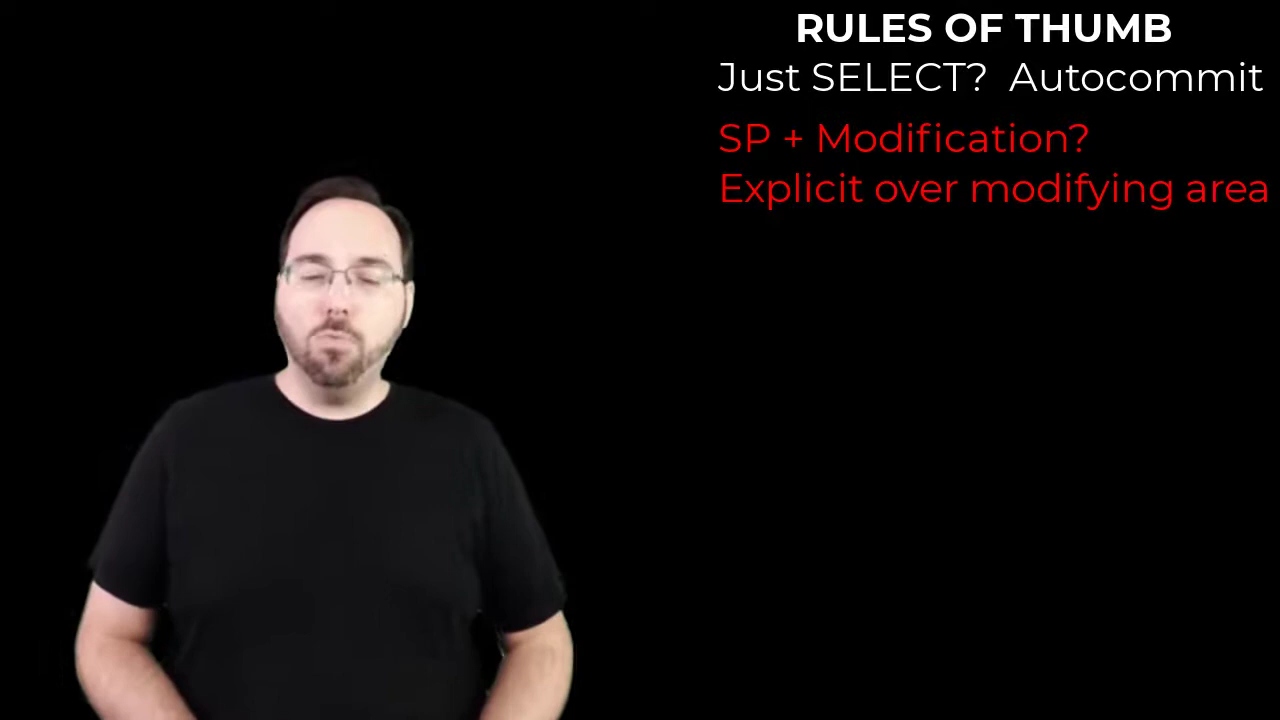 RULES OF THUMB
Just SELECT?  Autocommit
SP + Modification?
Explicit over modifying area